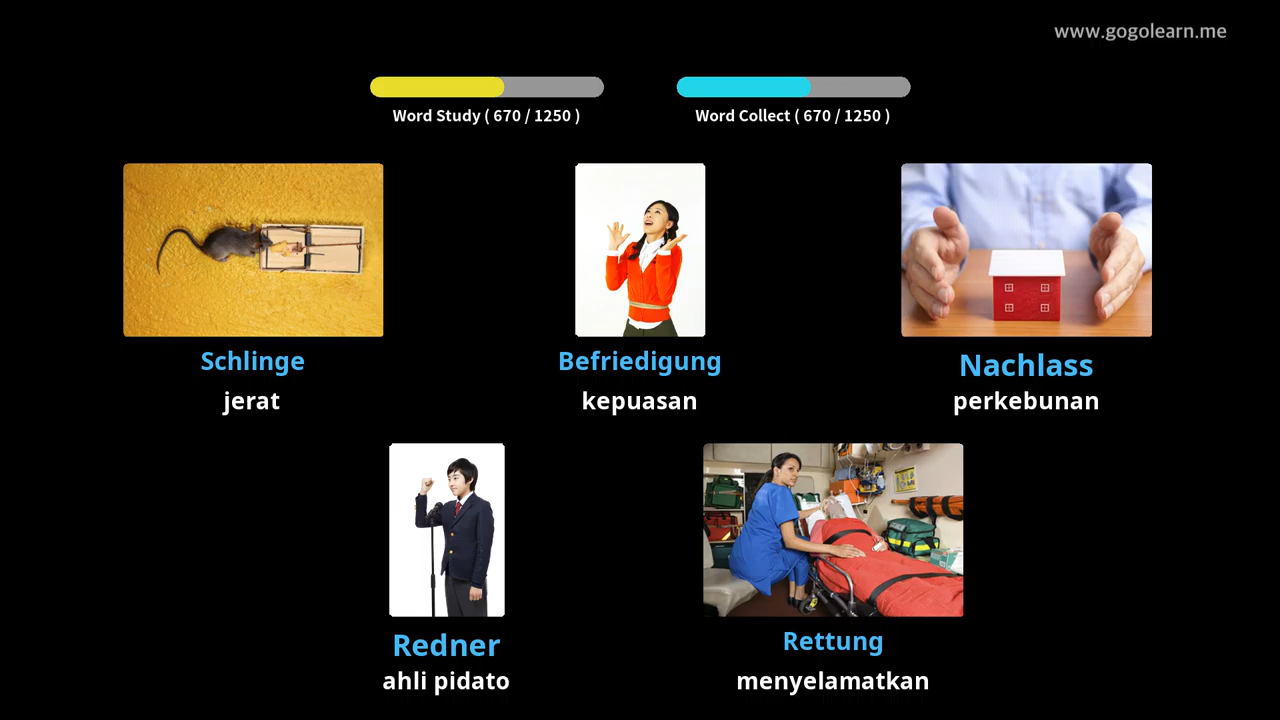 www.gogolearn.me
Word Study ( 670 / 1250 )
Word Collect ( 670 / 1250 )
Schlinge
jerat
Befriedigung
kepuasan
Nachlass
perkebunan
Redner
ahli pidato
Rettung
menyelamatkan